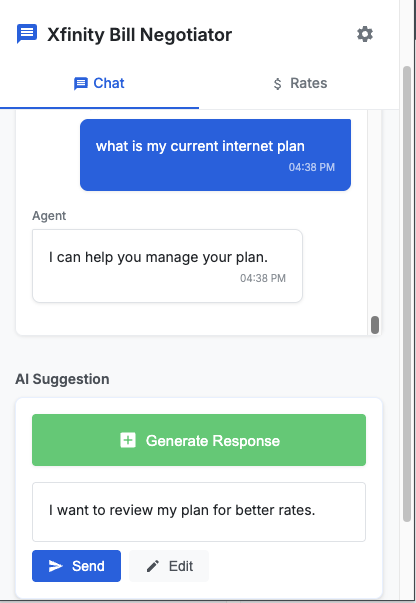 Xfinity Bill Negotiator
Chat
$ Rates
what is my current internet plan
04:38 PM
Agent
I can help you manage your plan.
04:38 PM
AI Suggestion
Generate Response
I want to review my plan for better rates.
Send
Edit